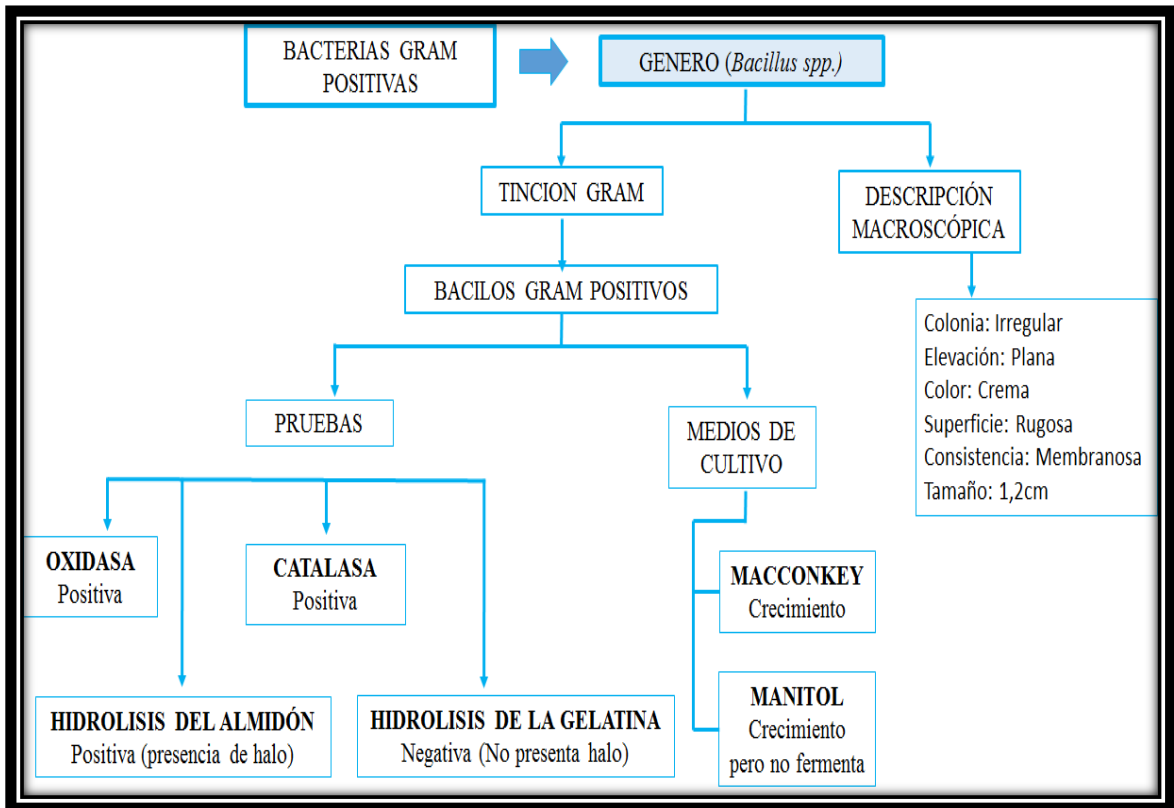 BACTERIAS GRAM
POSITIVAS
GENERO (Bacillus spp.)
TINCION GRAM
DESCRIPCIÓN
MACROSCÓPICA
BACILOS GRAM POSITIVOS
Colonia: Irregular
Elevación: Plana
Color: Crema
Superficie: Rugosa
Consistencia: Membranosa
Tamaño: 1,2cm
PRUEBAS
MEDIOS DE
CULTIVO
OXIDASA
Positiva
CATALASA
Positiva
MACCONKEY
Crecimiento
HIDROLISIS DEL ALMIDÓN
Positiva (presencia de halo)
HIDROLISIS DE LA GELATINA
Negativa (No presenta halo)
MANITOL
Crecimiento
pero no fermenta